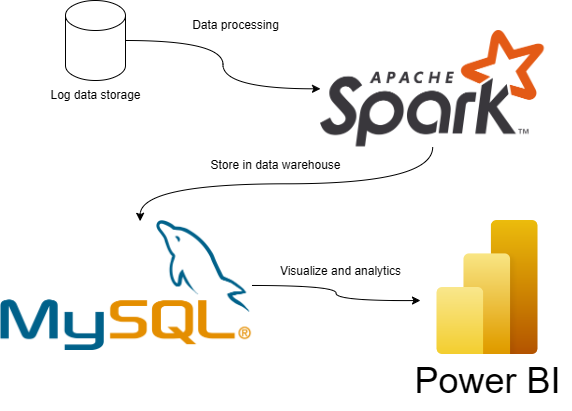 Data processing
Log data storage
APACHE
Spark™
Store in data warehouse
MySQL®
Visualize and analytics
Power BI